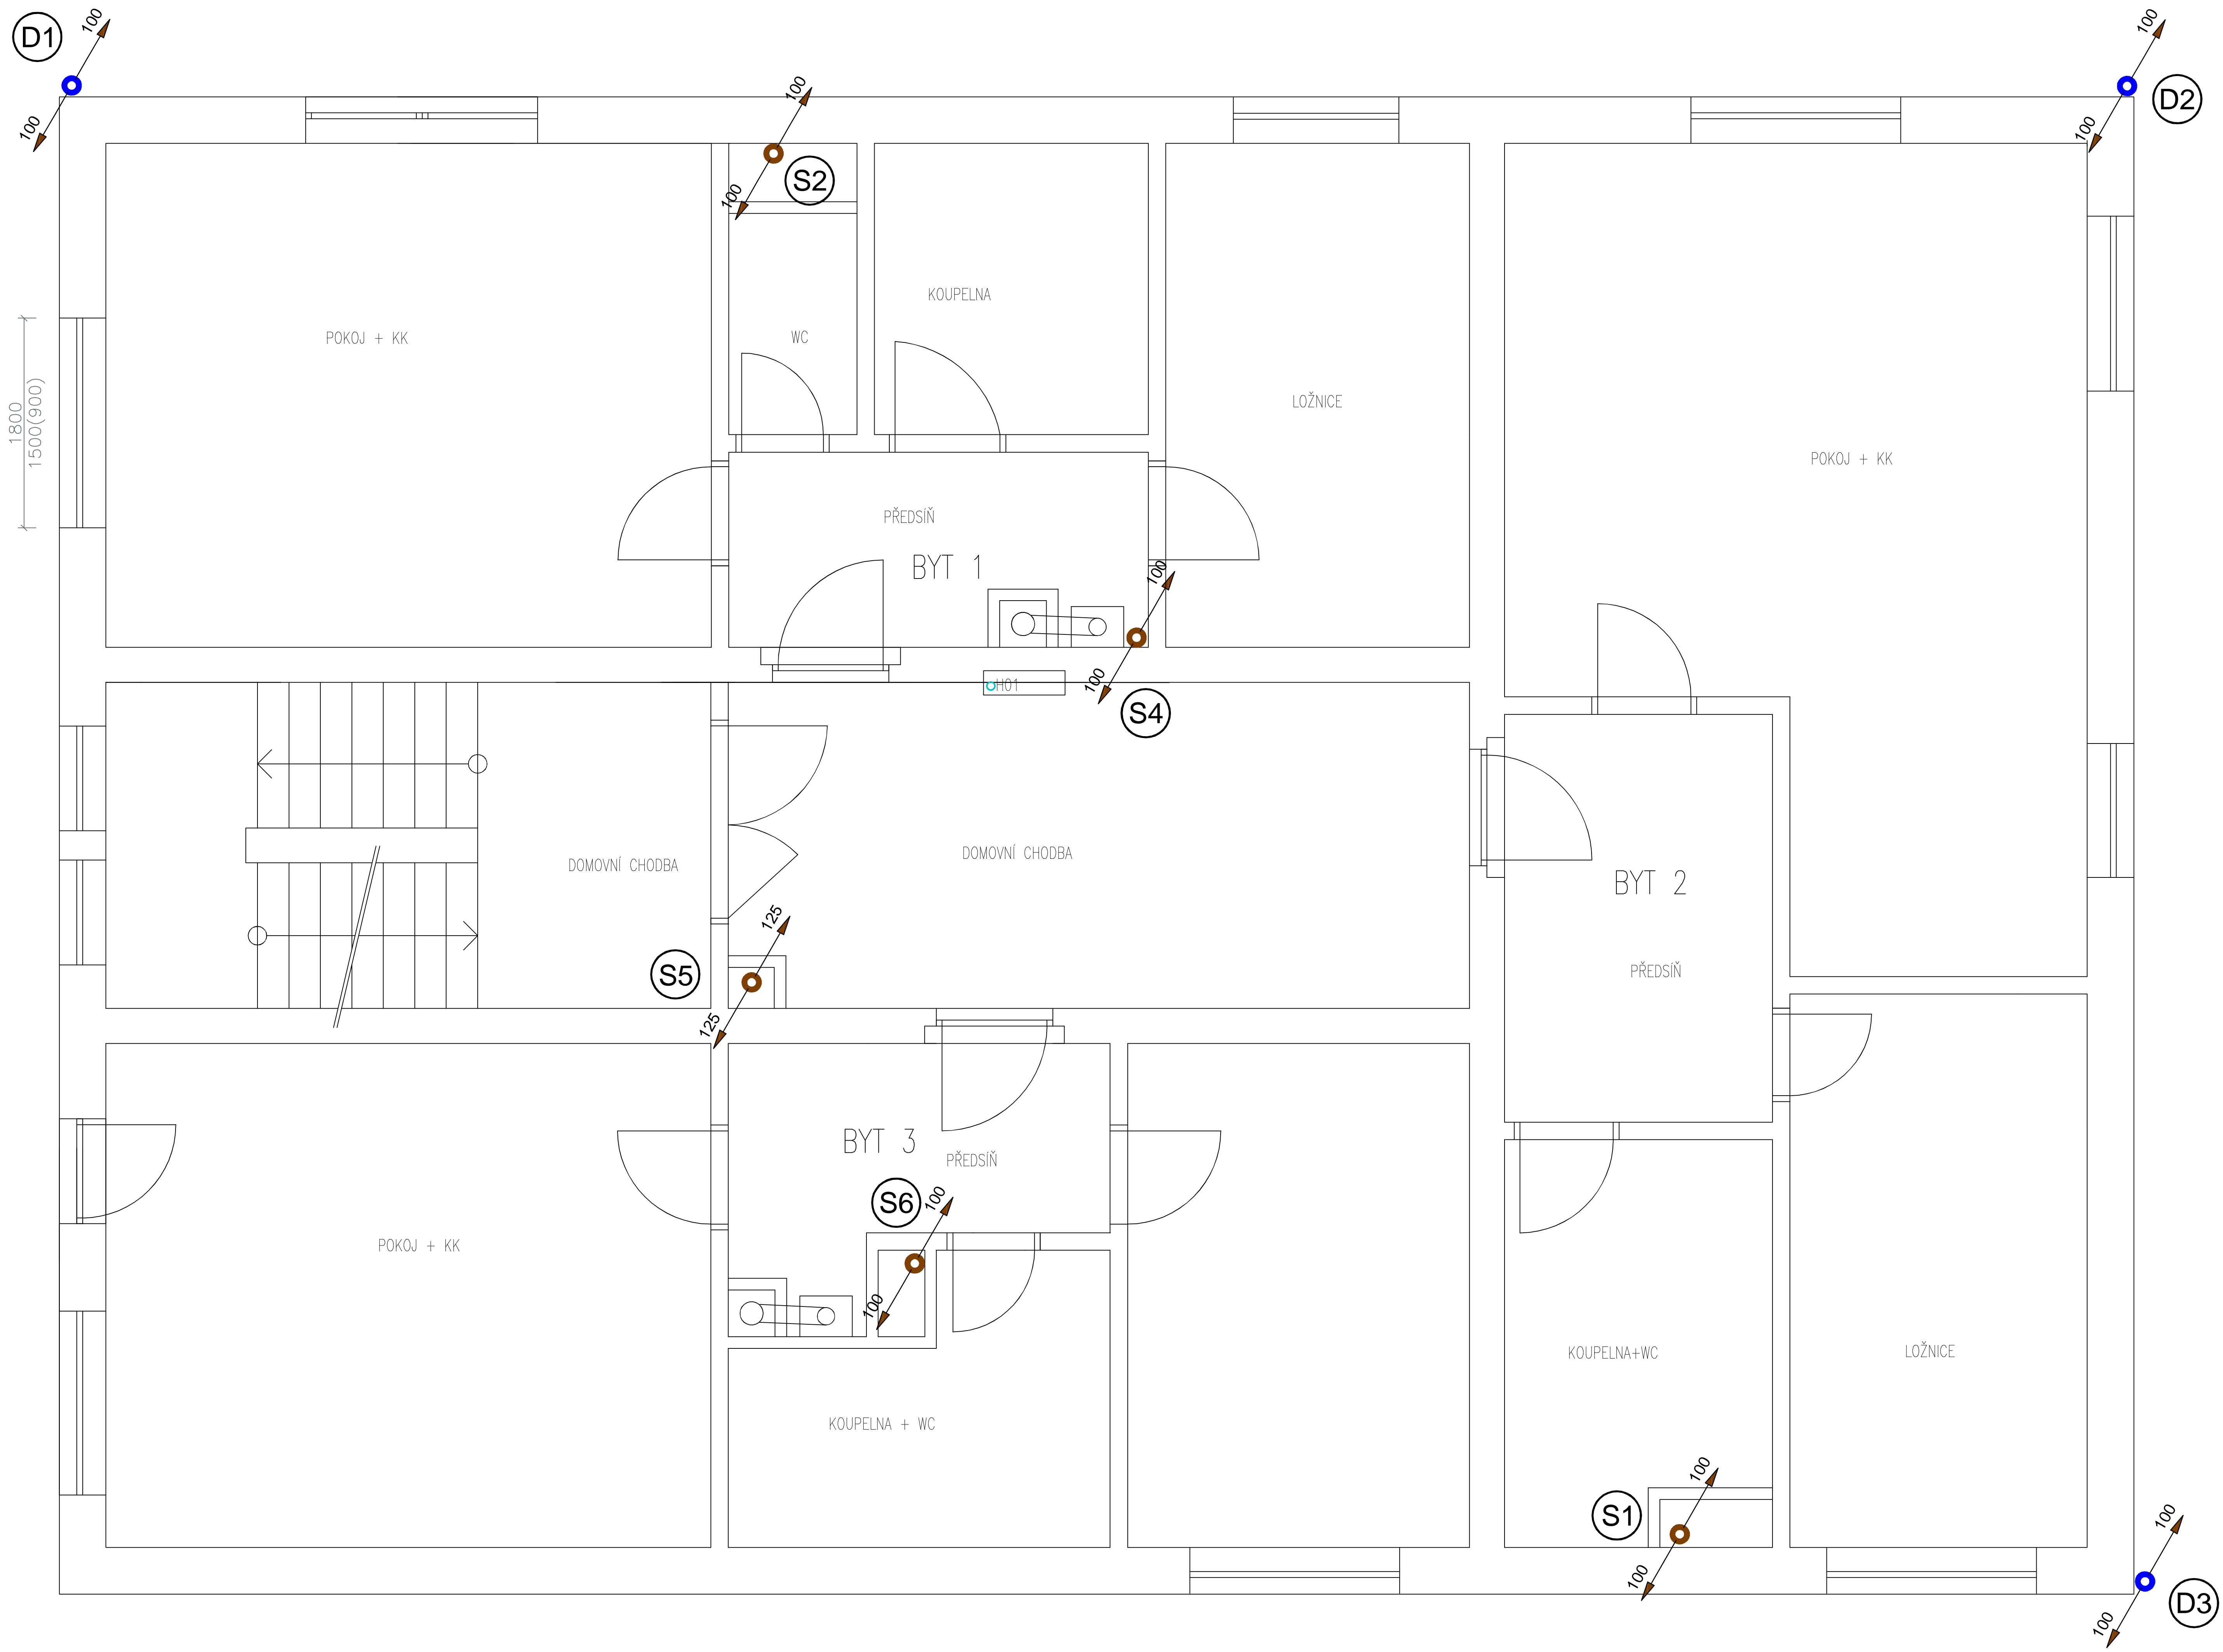 D1
100
100
100
100
S2
100
100
D2
KOUPELNA
POKOJ + KK
WC
1800
1500(900)
LOŽNICE
POKOJ + KK
PŘEDSÍŇ
BYT 1
100
H01
100
S4
DOMOVNÍ CHODBA
DOMOVNÍ CHODBA
BYT 2
125
S5
PŘEDSÍŇ
125
BYT 3
PŘEDSÍŇ
S6
100
POKOJ + KK
100
KOUPELNA+WC
LOŽNICE
KOUPELNA + WC
100
S1
100
100
D3
100